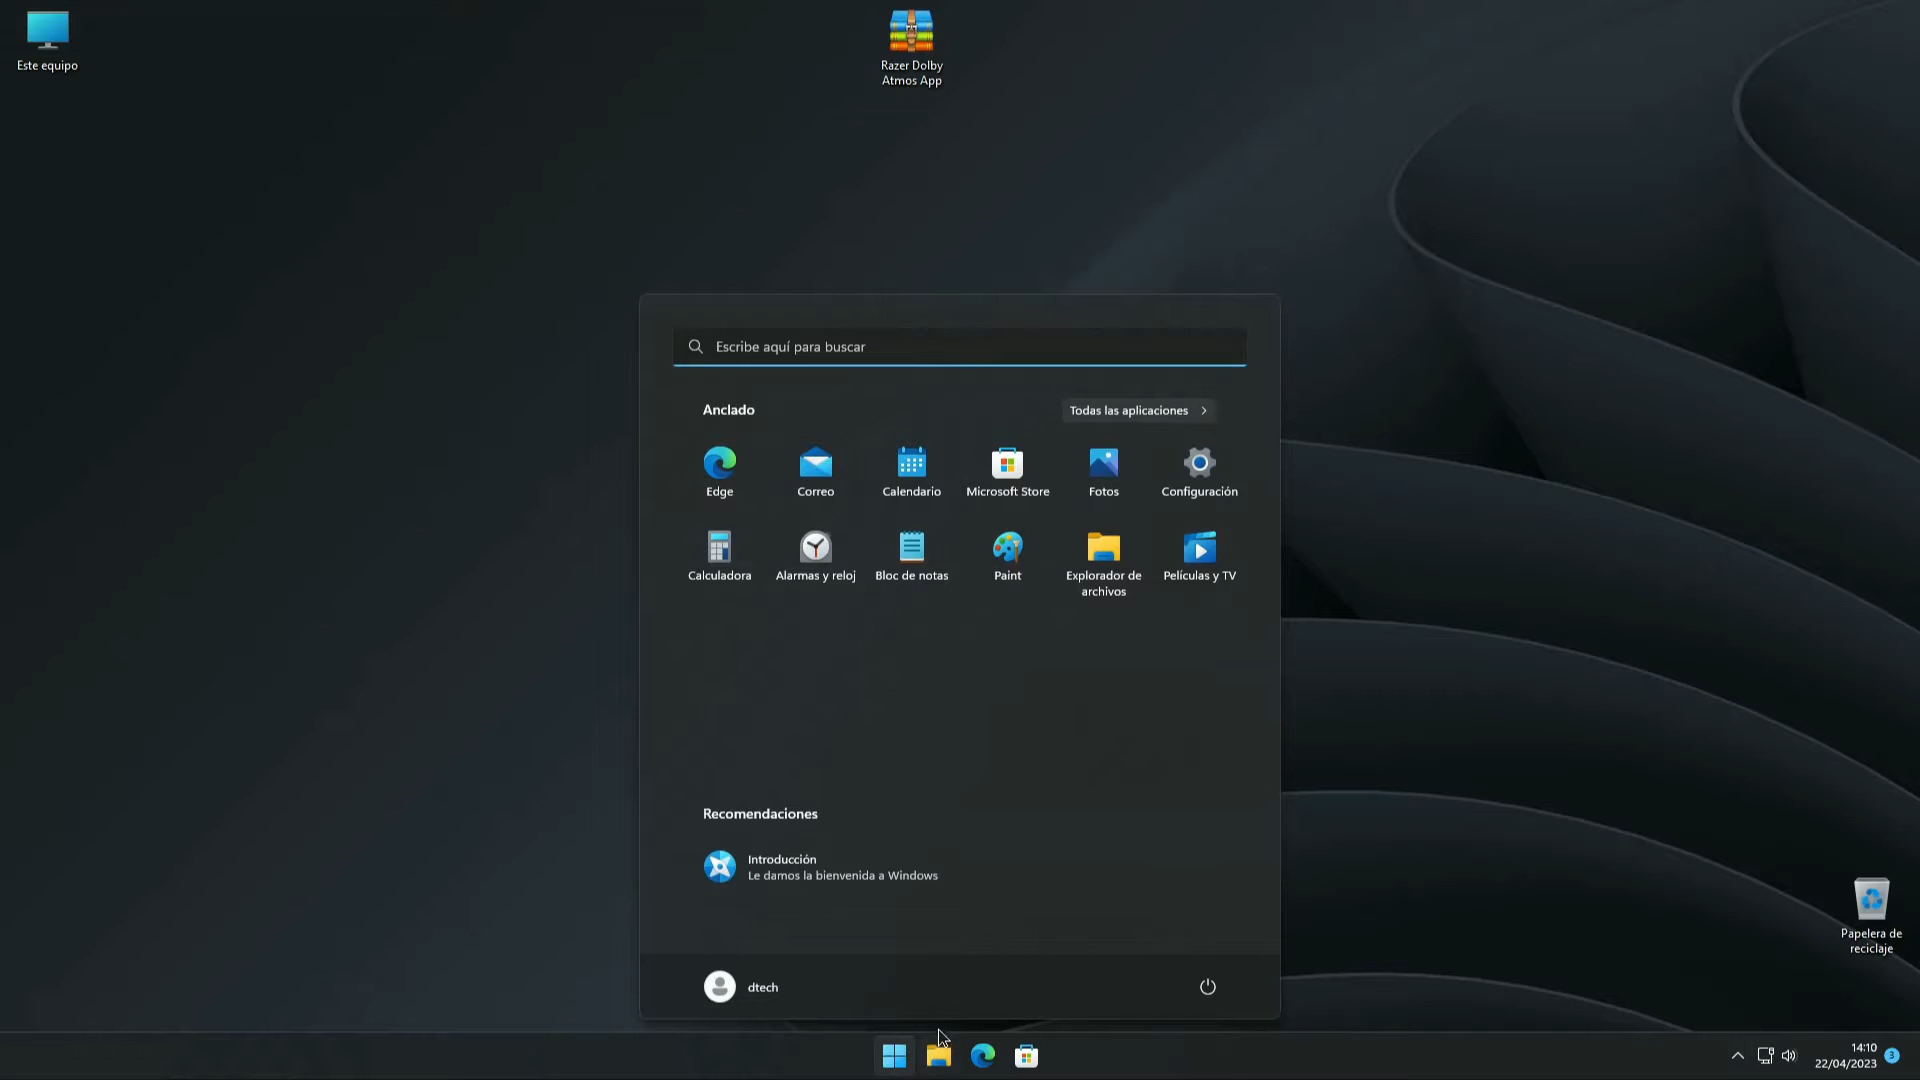 Este equipo
Razer Dolby
Atmos App
Escribe aquí para buscar
Anclado
Todas las aplicaciones
Edge
Correo
Calendario
Microsoft Store
Fotos
Configuración
Calculadora
Alarmas y reloj
Bloc de notas
Paint
Explorador de
archivos
Películas y TV
Recomendaciones
Introducción
Le damos la bienvenida a Windows
dtech
Papelera de
reciclaje
14:10
22/04/2023
3